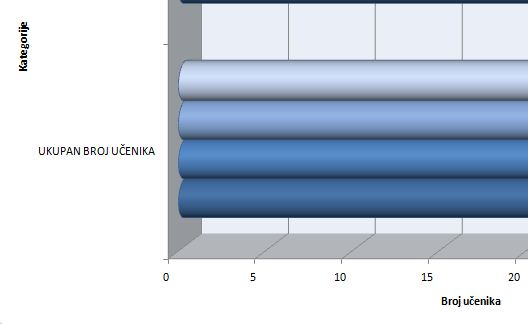 Kategorije
UKUPAN BROJ UČENIKA
0 5 10 15 20
Broj učenika